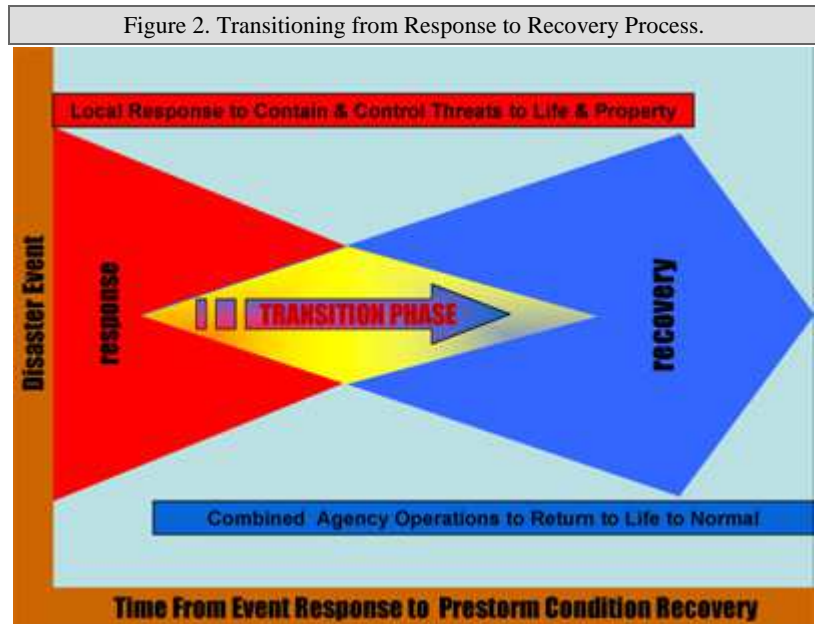 Figure 2. Transitioning from Response to Recovery Process.
Local Response to Contain & Control Threats to Life & Property
Disaster Event
response
TRANSITION PHASE
recovery
Combined Agency Operations to Return to Life to Normal
Time From Event Response to Prestorm Condition Recovery